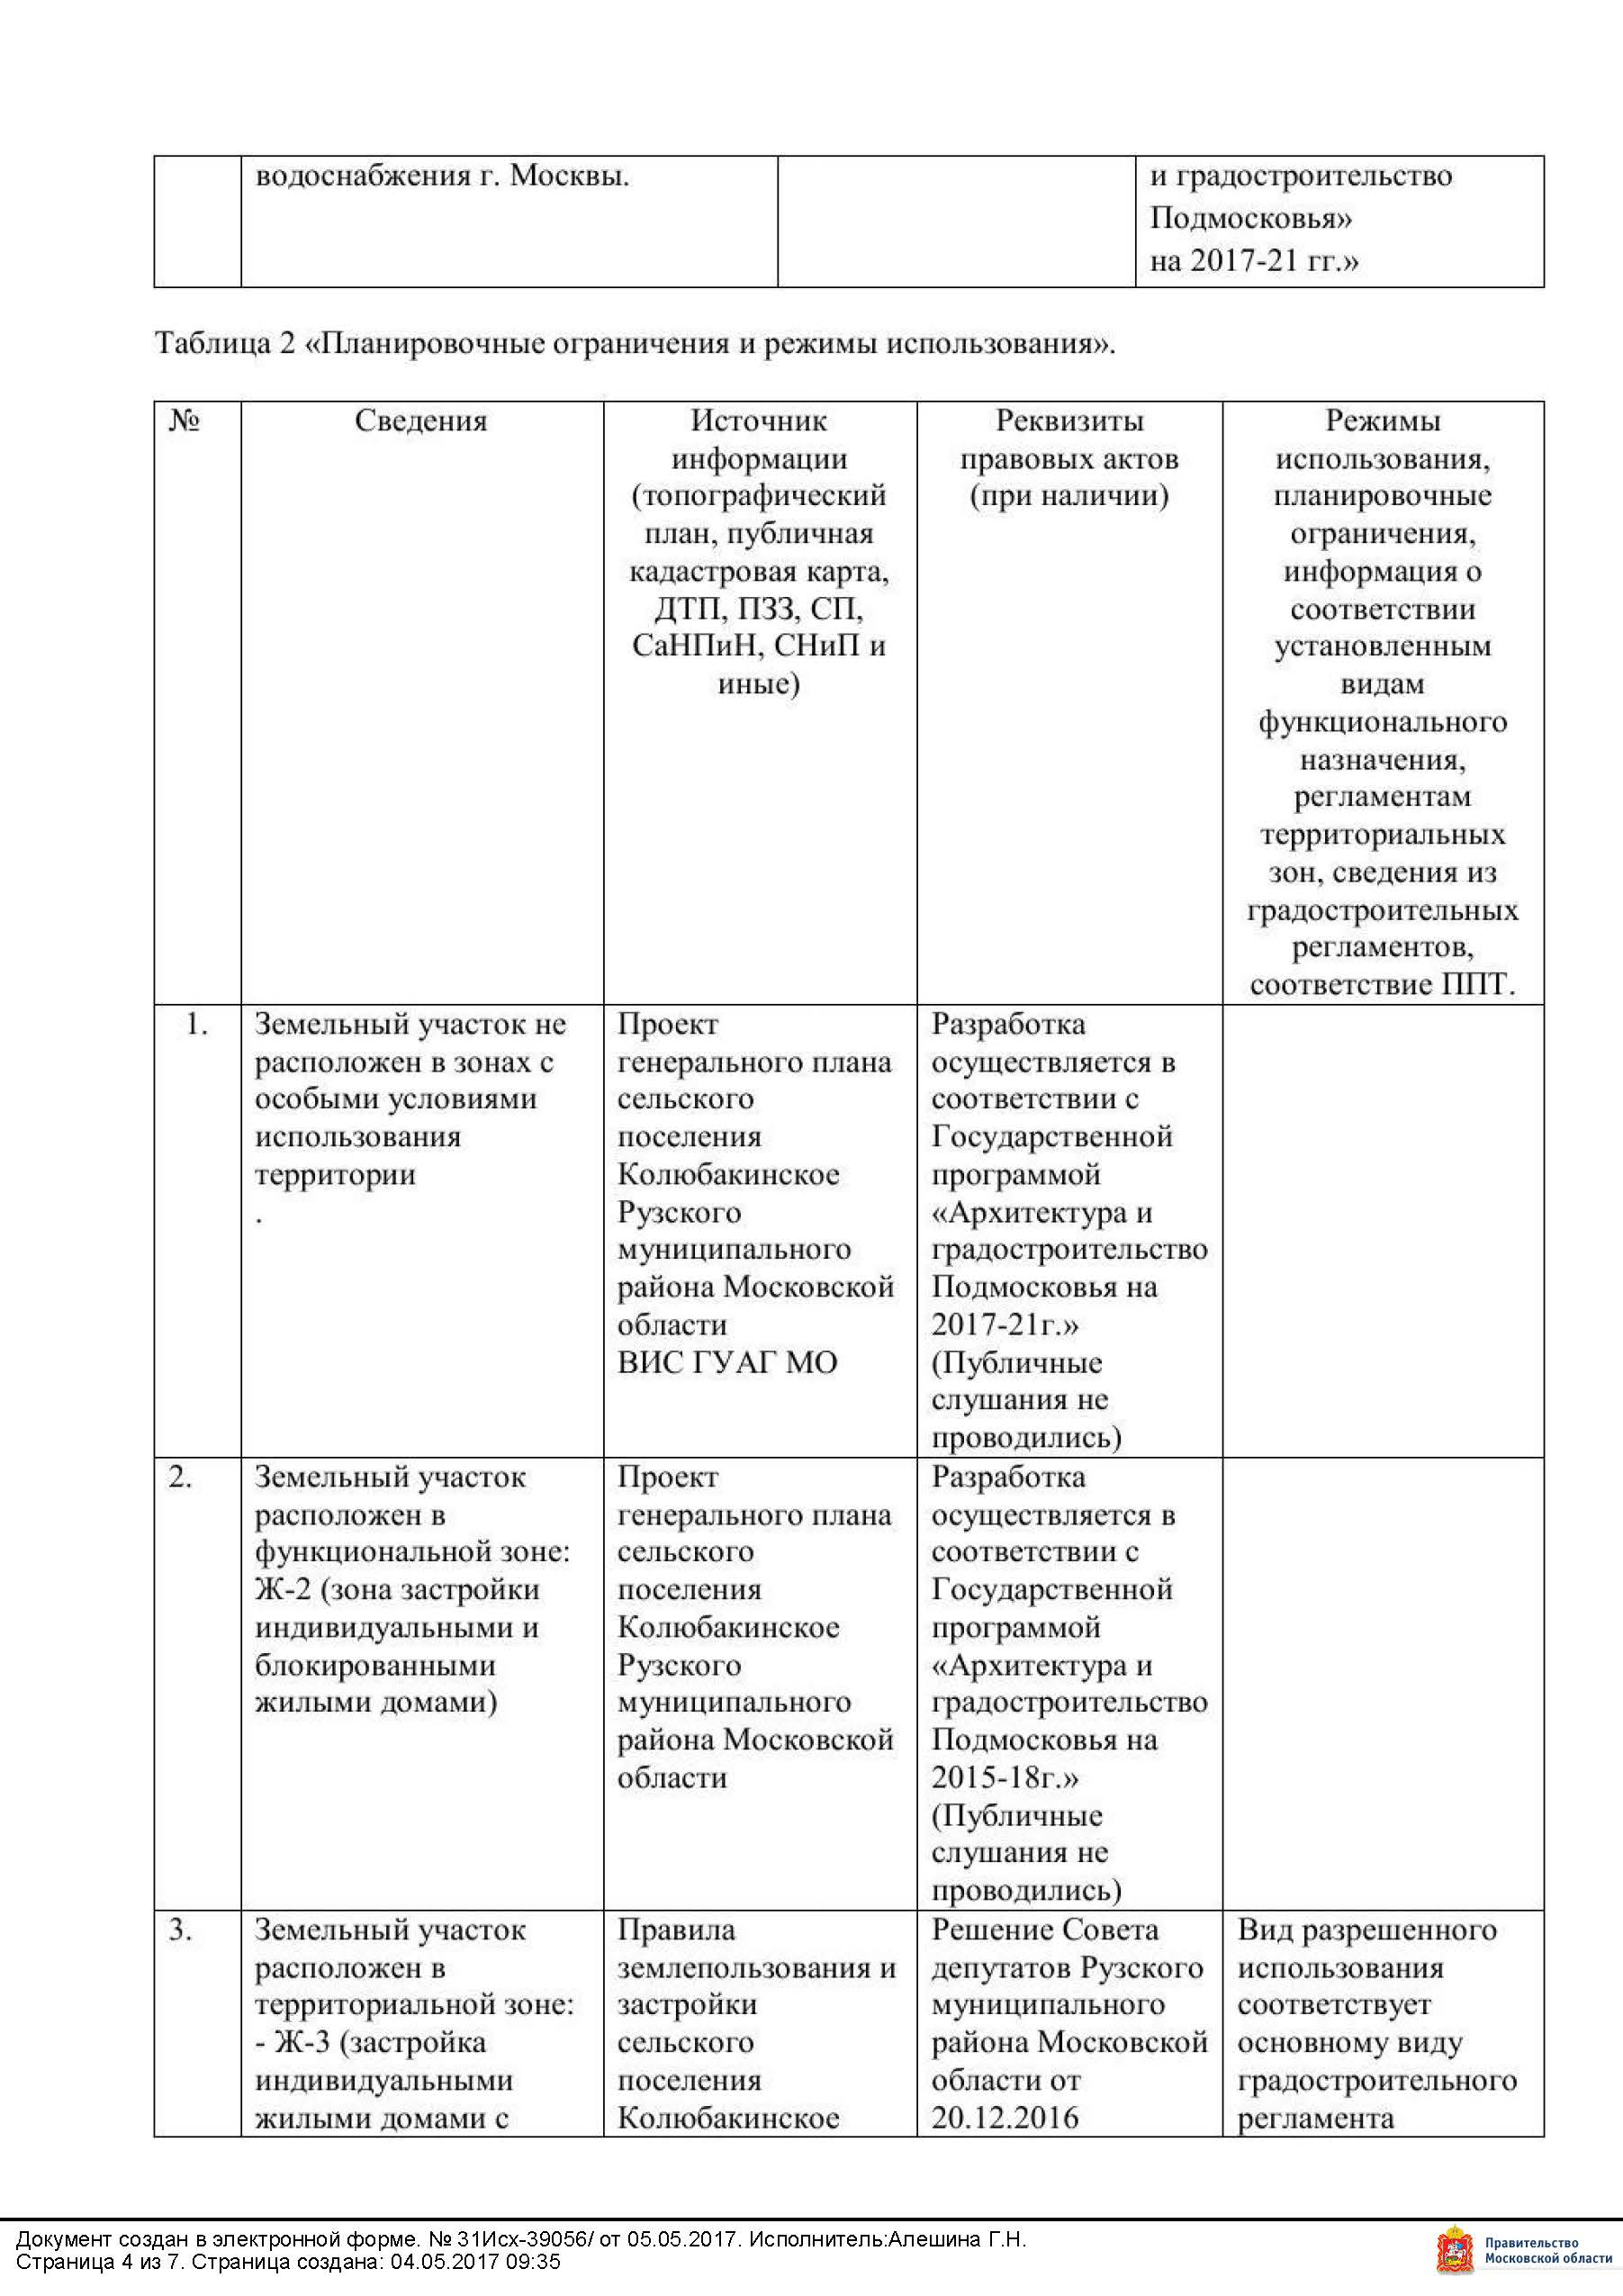 водоснабжения г. Москвы.
и градостроительство
Подмосковья»
на 2017-21 гг.»
Таблица 2 «Планировочные ограничения и режимы использования».
№
Сведения
Источник
информации
(топографический
план, публичная
кадастровая карта,
ДТП, ПЗЗ, СП,
СаНПиН, СНиП и
иные)
Реквизиты
правовых актов
(при наличии)
Режимы
использования,
планировочные
ограничения,
информация о
соответствии
установленным
видам
функционального
назначения,
регламентам
территориальных
зон, сведения из
градостроительных
регламентов,
соответствие ППТ.
1.
Земельный участок не
расположен в зонах с
особыми условиями
использования
территории
.
Проект
генерального плана
сельского
поселения
Колюбакинское
Рузского
муниципального
района Московской
области
ВИС ГУАГ МО
Разработка
осуществляется в
соответствии с
Государственной
программой
«Архитектура и
градостроительство
Подмосковья на
2017-21г.»
(Публичные
слушания не
проводились)
2.
Земельный участок
расположен в
функциональной зоне:
Ж-2 (зона застройки
индивидуальными и
блокированными
жилыми домами)
Проект
генерального плана
сельского
поселения
Колюбакинское
Рузского
муниципального
района Московской
области
Разработка
осуществляется в
соответствии с
Государственной
программой
«Архитектура и
градостроительство
Подмосковья на
2015-18г.»
(Публичные
слушания не
проводились)
3.
Земельный участок
расположен в
территориальной зоне:
- Ж-3 (застройка
индивидуальными
жилыми домами с
Правила
землепользования и
застройки
сельского
поселения
Колюбакинское
Решение Совета
депутатов Рузского
муниципального
района Московской
области от
20.12.2016
Вид разрешенного
использования
соответствует
основному виду
градостроительного
регламента
Документ создан в электронной форме. № 31Исх-39056/ от 05.05.2017. Исполнитель:Алешина Г.Н.
Страница 4 из 7. Страница создана: 04.05.2017 09:35
Правительство
Московской области